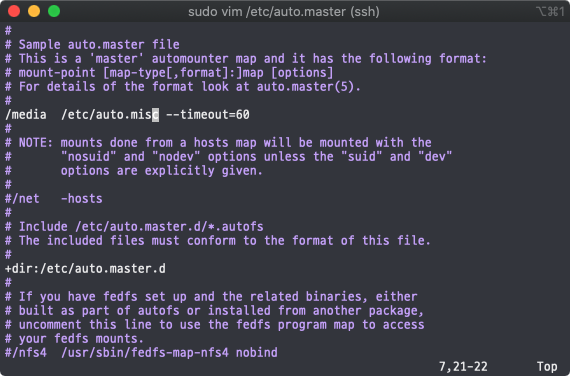 sudo vim /etc/auto.master (ssh)
⌥⌘1
#
# Sample auto.master file
# This is a 'master' automounter map and it has the following format:
# mount-point [map-type[,format]:]map [options]
# For details of the format look at auto.master(5).
#
/media  /etc/auto.misc --timeout=60
#
# NOTE: mounts done from a hosts map will be mounted with the
#       "nosuid" and "nodev" options unless the "suid" and "dev"
#       options are explicitly given.
#
#/net   -hosts
#
# Include /etc/auto.master.d/*.autofs
# The included files must conform to the format of this file.
#
+dir:/etc/auto.master.d
#
# If you have fedfs set up and the related binaries, either
# built as part of autofs or installed from another package,
# uncomment this line to use the fedfs program map to access
# your fedfs mounts.
#/nfs4  /usr/sbin/fedfs-map-nfs4 nobind
7,21-22       Top